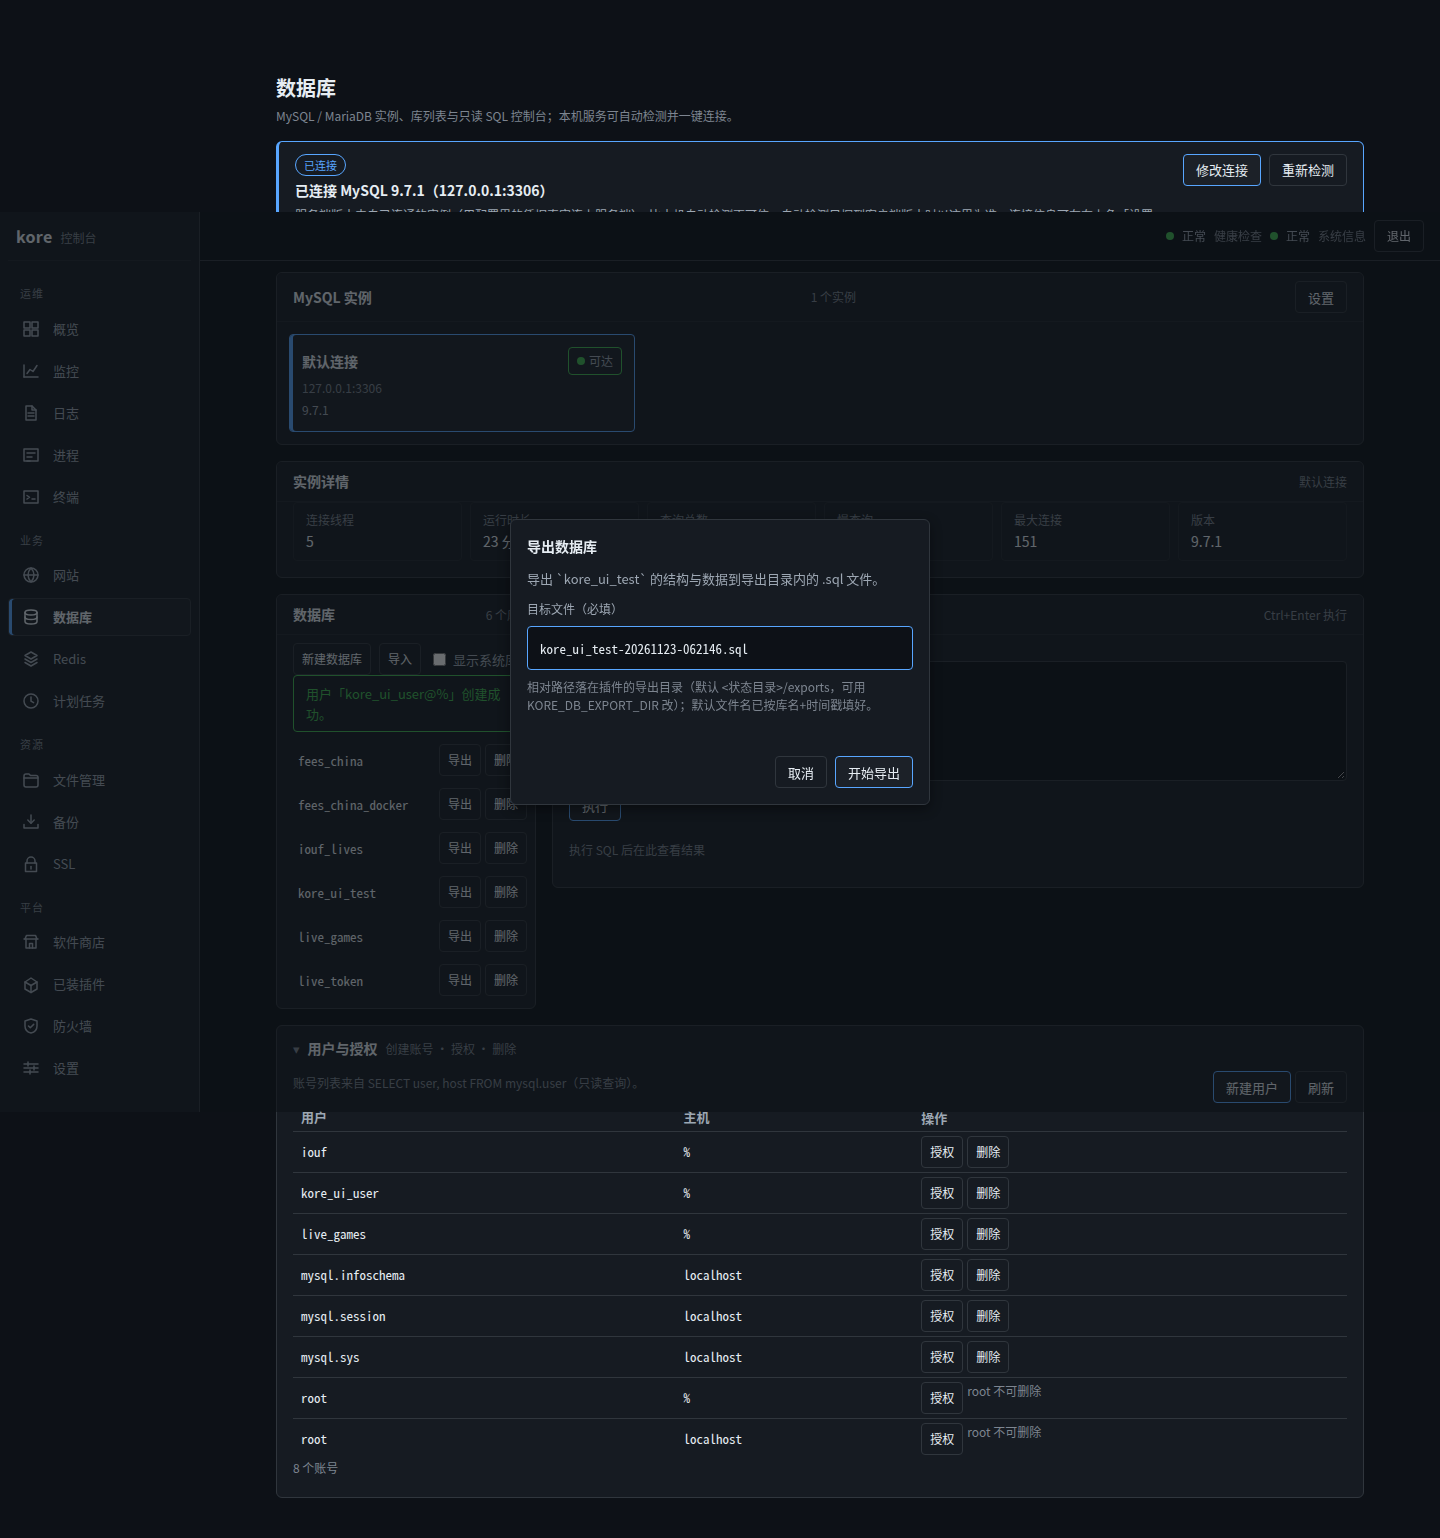 数据库
MySQL / MariaDB 实例、库列表与只读 SQL 控制台；本机服务可自动检测并一键连接。
已连接
已连接 MySQL 9.7.1（127.0.0.1:3306）
修改连接
重新检测
kore 控制台
正常 健康检查
正常 系统信息
退出
运维
概览
监控
日志
进程
终端
业务
网站
数据库
Redis
计划任务
资源
文件管理
备份
SSL
平台
软件商店
已装插件
防火墙
设置
MySQL 实例
1 个实例
设置
默认连接
可达
127.0.0.1:3306
9.7.1
实例详情
默认连接
连接线程
5
运行时长
23 分
最大连接
151
版本
9.7.1
数据库
6 个
新建数据库
导入
显示系统库
用户「kore_ui_user@%」创建成
功。
fees_china 导出 删除
fees_china_docker 导出 删除
iouf_lives 导出 删除
kore_ui_test 导出 删除
live_games 导出 删除
live_token 导出 删除
Ctrl+Enter 执行
执行
执行 SQL 后在此查看结果
导出数据库
导出 `kore_ui_test` 的结构与数据到导出目录内的 .sql 文件。
目标文件（必填）
kore_ui_test-20261123-062146.sql
相对路径落在插件的导出目录（默认 <状态目录>/exports，可用
KORE_DB_EXPORT_DIR 改）；默认文件名已按库名+时间戳填好。
取消
开始导出
▾ 用户与授权 创建账号 · 授权 · 删除
账号列表来自 SELECT user, host FROM mysql.user（只读查询）。
新建用户
刷新
用户 主机 操作
iouf % 授权 删除
kore_ui_user % 授权 删除
live_games % 授权 删除
mysql.infoschema localhost 授权 删除
mysql.session localhost 授权 删除
mysql.sys localhost 授权 删除
root % 授权 root 不可删除
root localhost 授权 root 不可删除
8 个账号